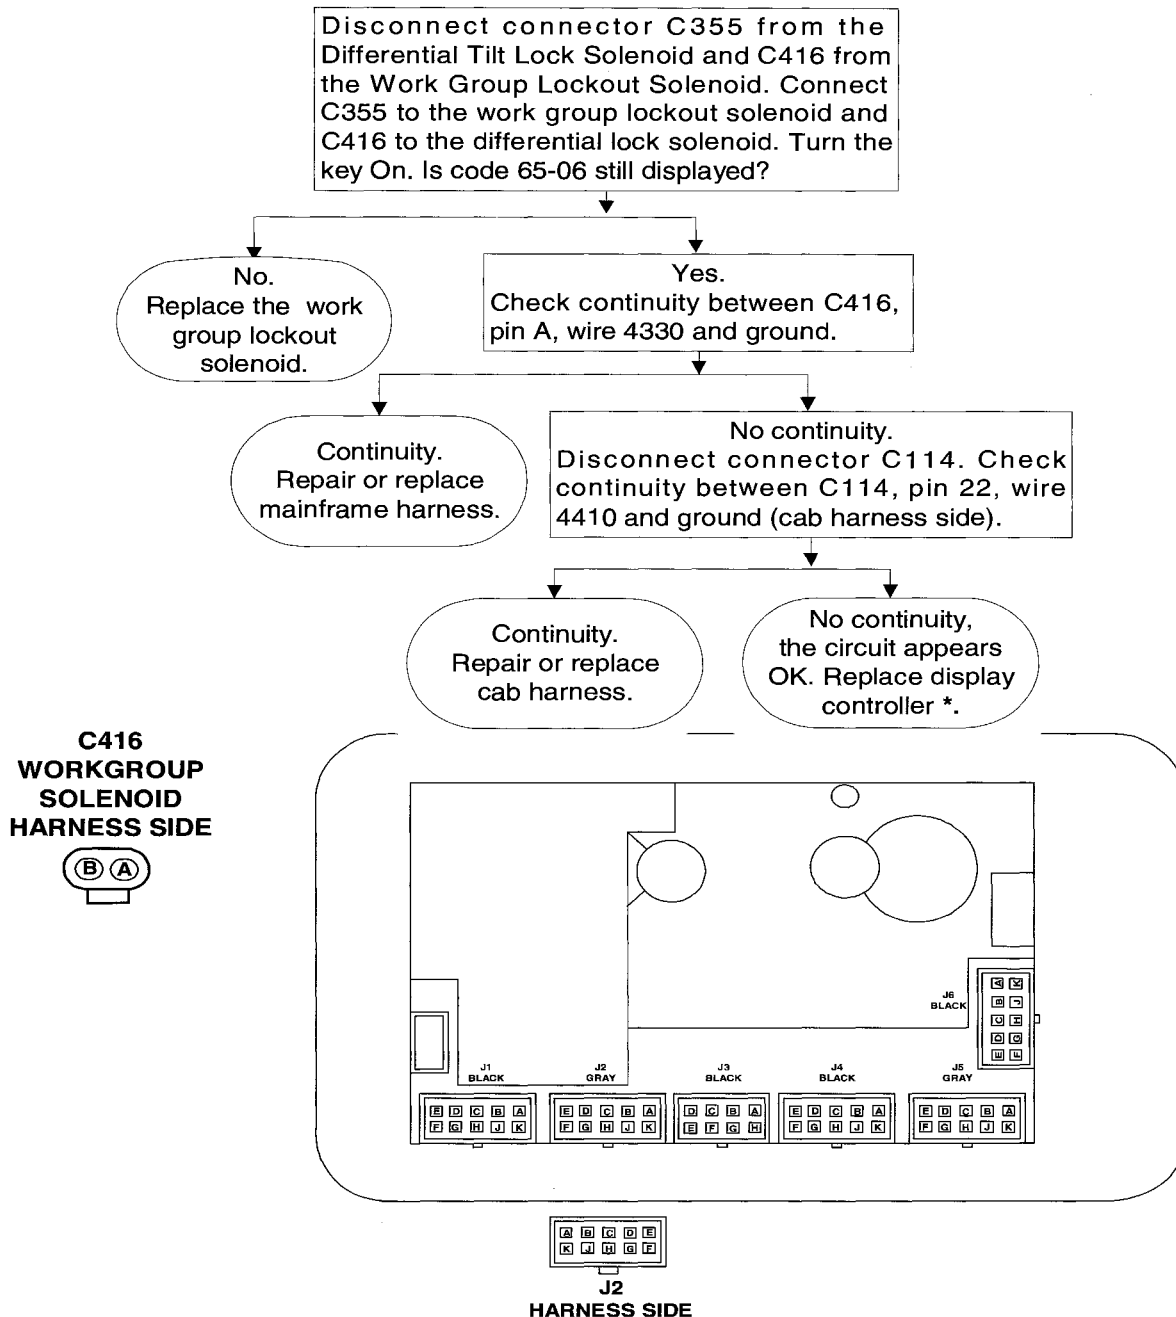 Disconnect connector C355 from the
Differential Tilt Lock Solenoid and C416 from
the Work Group Lockout Solenoid. Connect
C355 to the work group lockout solenoid and
C416 to the differential lock solenoid. Turn the
key On. Is code 65-06 still displayed?
No.
Replace the work
group lockout
solenoid.
Yes.
Check continuity between C416,
pin A, wire 4330 and ground.
Continuity.
Repair or replace
mainframe harness.
No continuity.
Disconnect connector C114. Check
continuity between C114, pin 22, wire
4410 and ground (cab harness side).
Continuity.
Repair or replace
cab harness.
No continuity,
the circuit appears
OK. Replace display
controller *.
C416
WORKGROUP
SOLENOID
HARNESS SIDE
B A
J6
BLACK
A K
B J
C H
D G
E F
J1
BLACK
J2
GRAY
J3
BLACK
J4
BLACK
J5
GRAY
E D C B A
F G H J K
E D C B A
F G H J K
D C B A
E F G H
E D C B A
F G H J K
E D C B A
F G H J K
A B C D E
K J H G F
J2
HARNESS SIDE